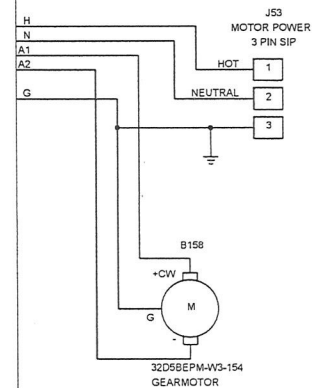 J53
MOTOR POWER
3 PIN SIP
H
N
A1
A2
G
HOT
1
NEUTRAL
2
3
B158
+CW
M
G
-
32D5BEPM-W3-154
GEARMOTOR